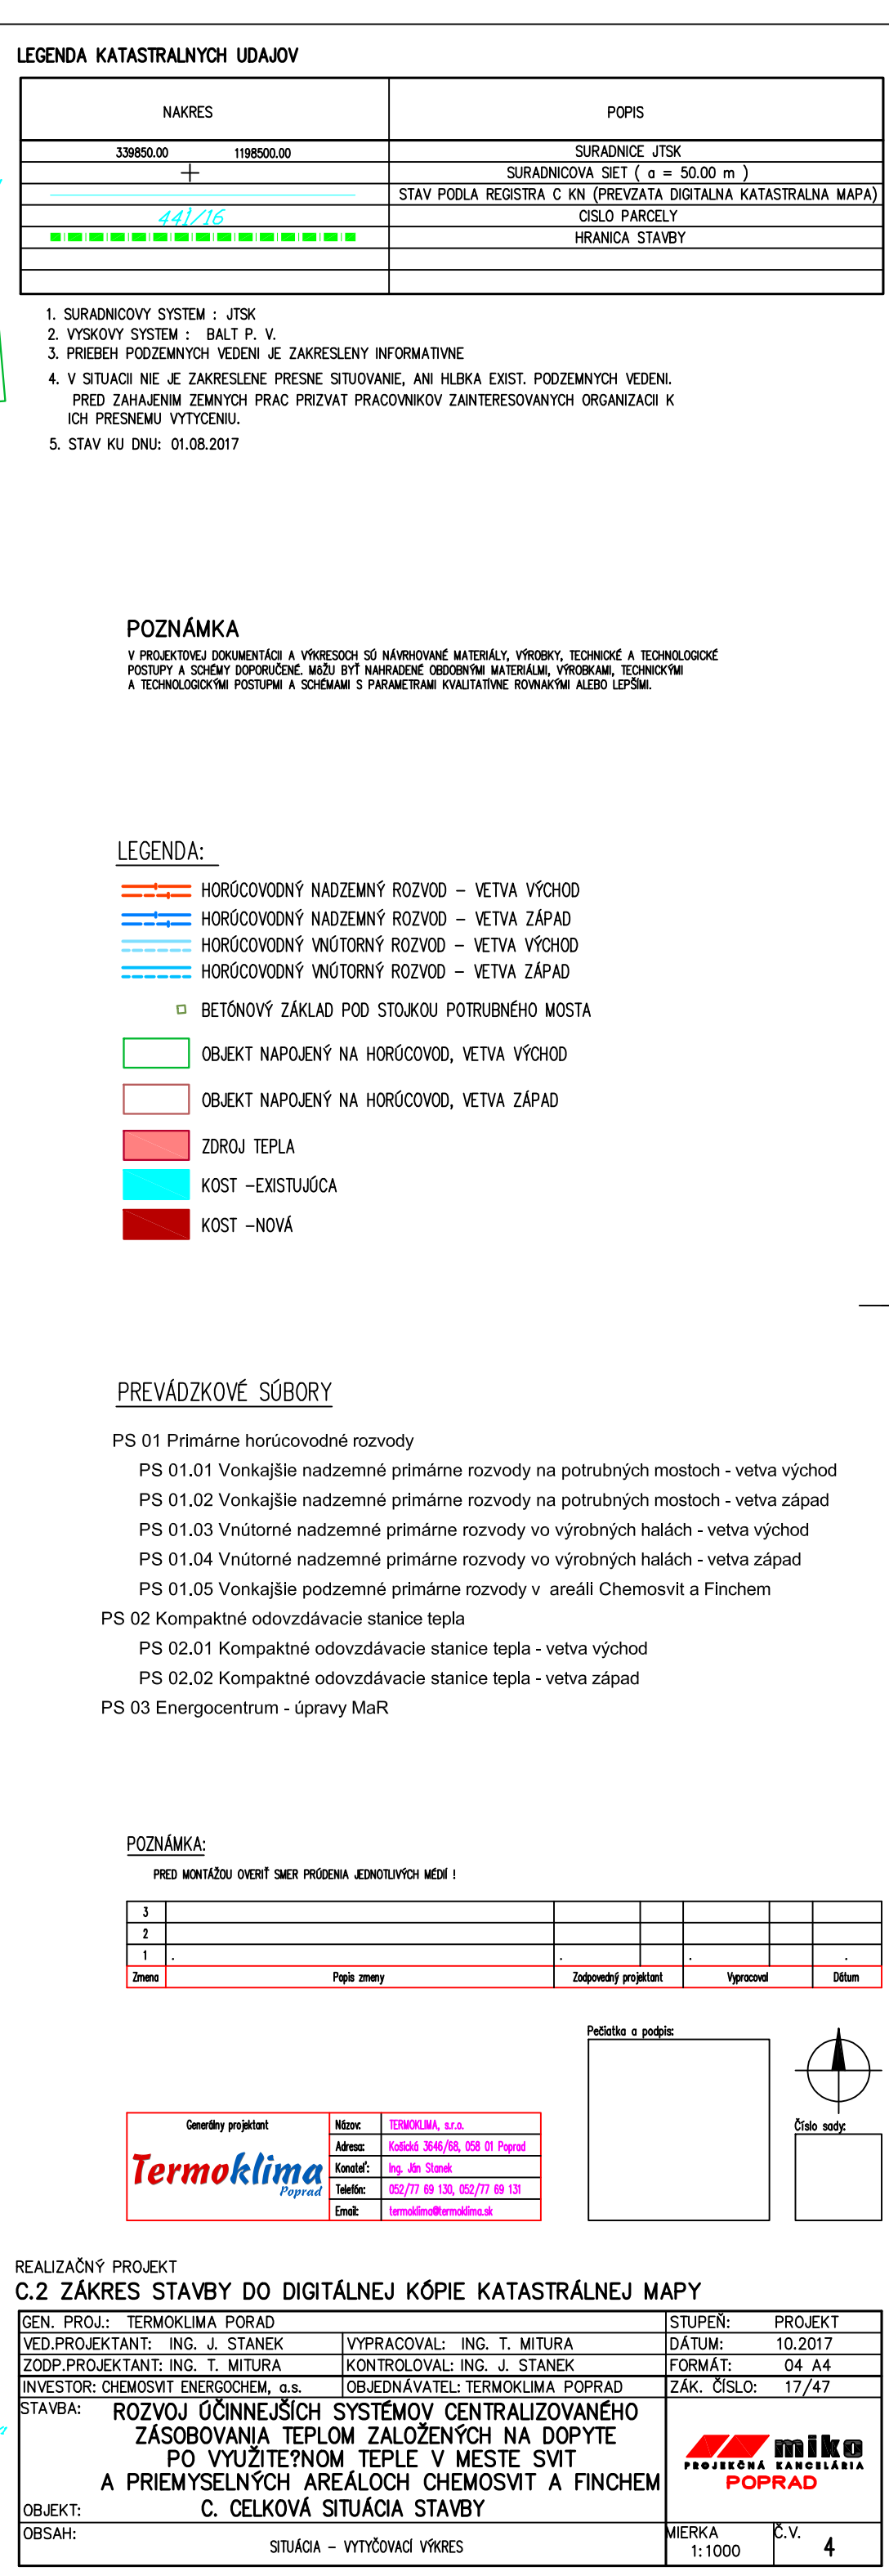 LEGENDA KATASTRALNYCH UDAJOV
NAKRES POPIS
339850.00 1198500.00 SURADNICE JTSK
SURADNICOVA SIET ( a = 50.00 m )
STAV PODLA REGISTRA C KN (PREVZATA DIGITALNA KATASTRALNA MAPA)
441/16 CISLO PARCELY
HRANICA STAVBY
1. SURADNICOVY SYSTEM : JTSK
2. VYSKOVY SYSTEM : BALT P. V.
3. PRIEBEH PODZEMNYCH VEDENI JE ZAKRESLENY INFORMATIVNE
4. V SITUACII NIE JE ZAKRESLENE PRESNE SITUOVANIE, ANI HLBKA EXIST. PODZEMNYCH VEDENI.
PRED ZAHAJENIM ZEMNYCH PRAC PRIZVAT PRACOVNIKOV ZAINTERESOVANYCH ORGANIZACII K
ICH PRESNEMU VYTYCENIU.
5. STAV KU DNU: 01.08.2017
POZNÁMKA
V PROJEKTOVEJ DOKUMENTÁCII A VÝKRESOCH SÚ NÁVRHOVANÉ MATERIÁLY, VÝROBKY, TECHNICKÉ A TECHNOLOGICKÉ
POSTUPY A SCHÉMY DOPORUČENÉ. MôŽU BYŤ NAHRADENÉ OBDOBNÝMI MATERIÁLMI, VÝROBKAMI, TECHNICKÝMI
A TECHNOLOGICKÝMI POSTUPMI A SCHÉMAMI S PARAMETRAMI KVALITATÍVNE ROVNAKÝMI ALEBO LEPŠÍMI.
LEGENDA:
HORÚCOVODNÝ NADZEMNÝ ROZVOD – VETVA VÝCHOD
HORÚCOVODNÝ NADZEMNÝ ROZVOD – VETVA ZÁPAD
HORÚCOVODNÝ VNÚTORNÝ ROZVOD – VETVA VÝCHOD
HORÚCOVODNÝ VNÚTORNÝ ROZVOD – VETVA ZÁPAD
BETÓNOVÝ ZÁKLAD POD STOJKOU POTRUBNÉHO MOSTA
OBJEKT NAPOJENÝ NA HORÚCOVOD, VETVA VÝCHOD
OBJEKT NAPOJENÝ NA HORÚCOVOD, VETVA ZÁPAD
ZDROJ TEPLA
KOST –EXISTUJÚCA
KOST –NOVÁ
PREVÁDZKOVÉ SÚBORY
PS 01 Primárne horúcovodné rozvody
PS 01.01 Vonkajšie nadzemné primárne rozvody na potrubných mostoch - vetva východ
PS 01.02 Vonkajšie nadzemné primárne rozvody na potrubných mostoch - vetva západ
PS 01.03 Vnútorné nadzemné primárne rozvody vo výrobných halách - vetva východ
PS 01.04 Vnútorné nadzemné primárne rozvody vo výrobných halách - vetva západ
PS 01.05 Vonkajšie podzemné primárne rozvody v areáli Chemosvit a Finchem
PS 02 Kompaktné odovzdávacie stanice tepla
PS 02.01 Kompaktné odovzdávacie stanice tepla - vetva východ
PS 02.02 Kompaktné odovzdávacie stanice tepla - vetva západ
PS 03 Energocentrum - úpravy MaR
POZNÁMKA:
PRED MONTÁŽOU OVERIŤ SMER PRÚDENIA JEDNOTLIVÝCH MÉDIÍ !
3
2
1 . . . .
Zmena Popis zmeny Zodpovedný projektant Vypracoval Dátum
Pečiatka a podpis:
Číslo sady:
Generálny projektant
Termoklima
Poprad
Názov: TERMOKLIMA, s.r.o.
Adresa: Košická 3646/68, 058 01 Poprad
Konateľ: Ing. Ján Stanek
Telefón: 052/77 69 130, 052/77 69 131
Email: termoklima@termoklima.sk
REALIZAČNÝ PROJEKT
C.2 ZÁKRES STAVBY DO DIGITÁLNEJ KÓPIE KATASTRÁLNEJ MAPY
GEN. PROJ.: TERMOKLIMA PORAD STUPEŇ: PROJEKT
VED.PROJEKTANT: ING. J. STANEK VYPRACOVAL: ING. T. MITURA DÁTUM: 10.2017
ZODP.PROJEKTANT: ING. T. MITURA KONTROLOVAL: ING. J. STANEK FORMÁT: 04 A4
INVESTOR: CHEMOSVIT ENERGOCHEM, a.s. OBJEDNÁVATEL: TERMOKLIMA POPRAD ZÁK. ČÍSLO: 17/47
STAVBA: ROZVOJ ÚČINNEJŠÍCH SYSTÉMOV CENTRALIZOVANÉHO
ZÁSOBOVANIA TEPLOM ZALOŽENÝCH NA DOPYTE
PO VYUŽITE?NOM TEPLE V MESTE SVIT
A PRIEMYSELNÝCH AREÁLOCH CHEMOSVIT A FINCHEM
miko
PROJEKČNÁ KANCELÁRIA
POPRAD
OBJEKT: C. CELKOVÁ SITUÁCIA STAVBY
OBSAH: SITUÁCIA – VYTYČOVACÍ VÝKRES
MIERKA 1:1000
Č.V. 4